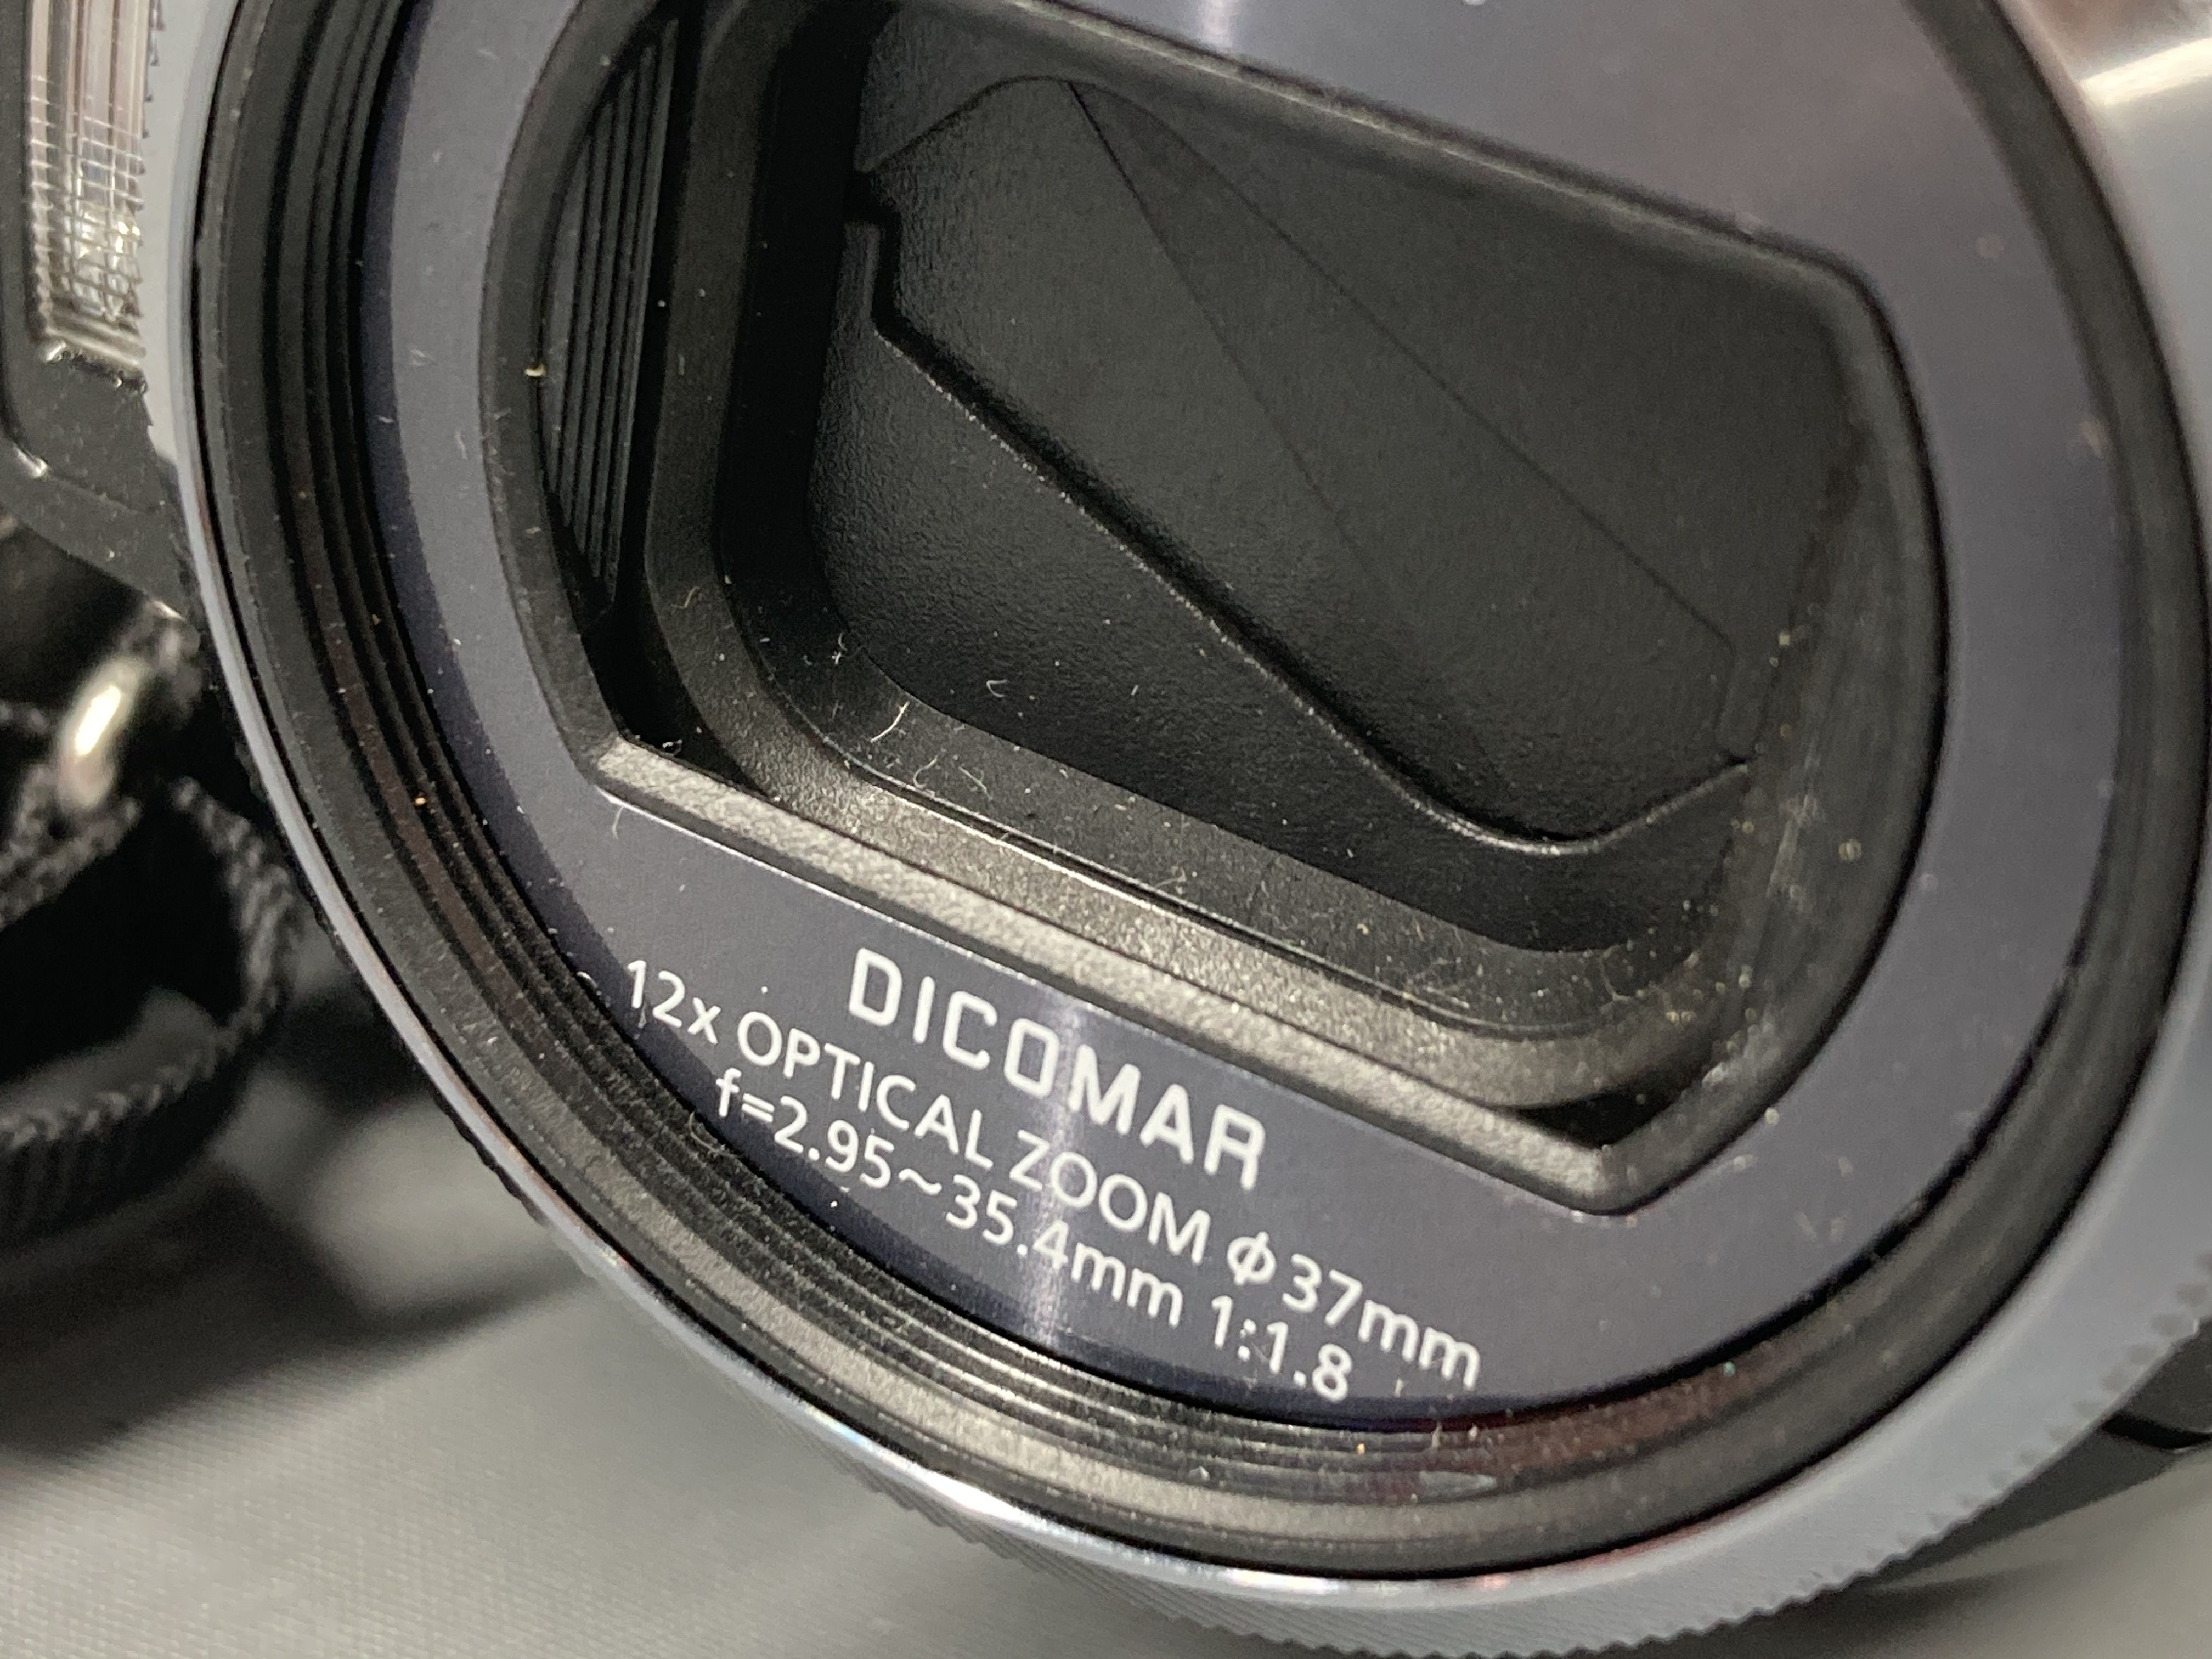 DICOMAR
12x OPTICAL ZOOM ϕ37mm
f=2.95~35.4mm 1:1.8